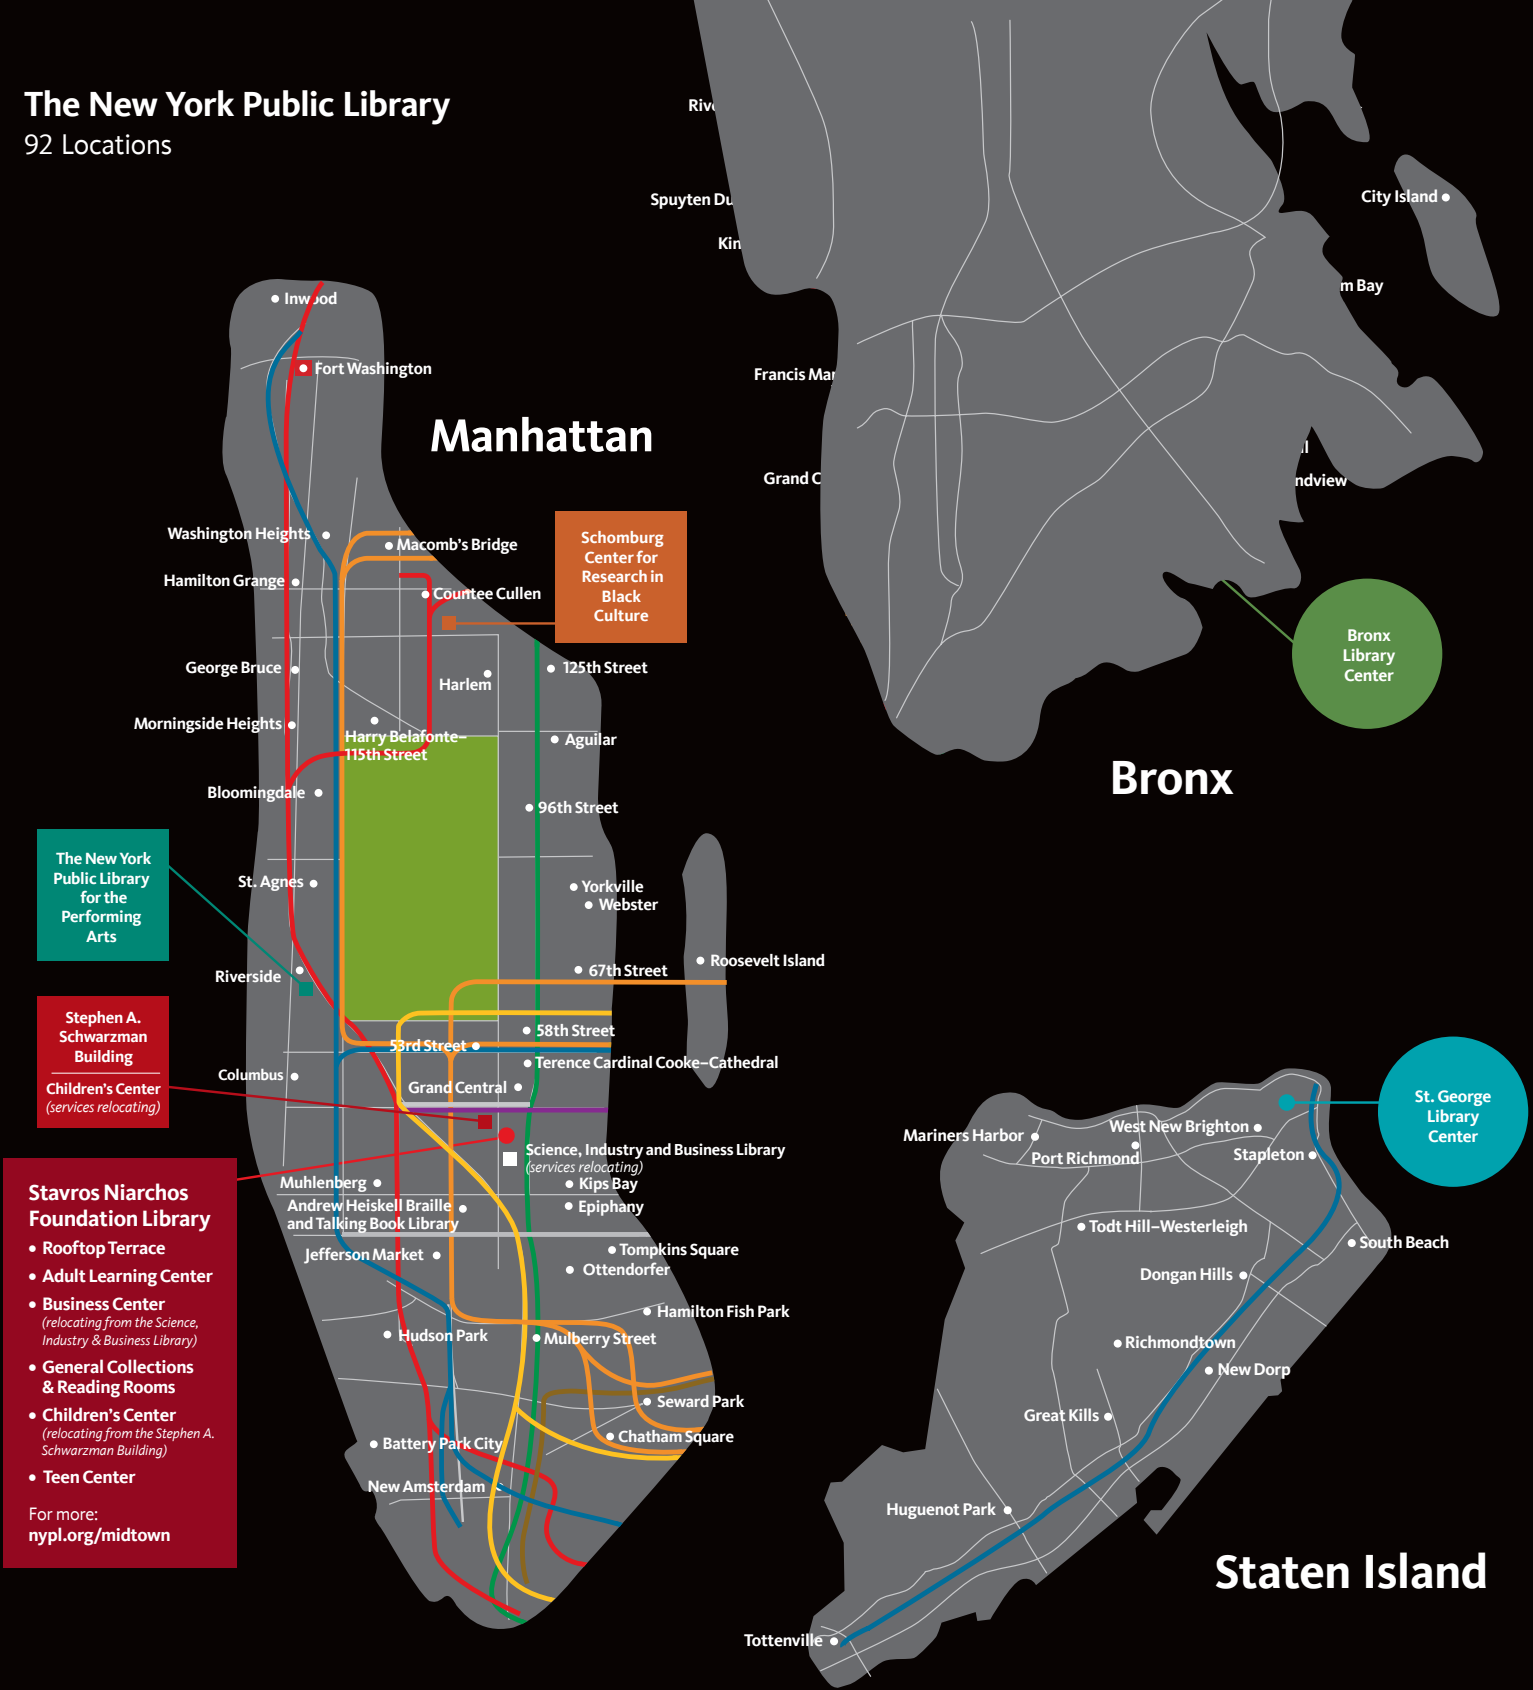 The New York Public Library
92 Locations
City Island
Inwood
Fort Washington
Manhattan
Washington Heights
Macomb's Bridge
Hamilton Grange
Countee Cullen
Schomburg
Center for
Research in
Black
Culture
George Bruce
Harlem
125th Street
Morningside Heights
Harry Belafonte–
115th Street
Aguilar
Bloomingdale
96th Street
Bronx
Library
Center
Bronx
The New York
Public Library
for the
Performing
Arts
St. Agnes
Yorkville
Webster
Riverside
67th Street
Roosevelt Island
Stephen A.
Schwarzman
Building
Children's Center
(services relocating)
58th Street
53rd Street
Terence Cardinal Cooke–Cathedral
Columbus
Grand Central
Science, Industry and Business Library
(services relocating)
Muhlenberg
Kips Bay
Andrew Heiskell Braille
and Talking Book Library
Epiphany
Jefferson Market
Tompkins Square
Ottendorfer
Hamilton Fish Park
Hudson Park
Mulberry Street
Seward Park
Chatham Square
Battery Park City
New Amsterdam
Stavros Niarchos
Foundation Library
• Rooftop Terrace
• Adult Learning Center
• Business Center
(relocating from the Science,
Industry & Business Library)
• General Collections
& Reading Rooms
• Children's Center
(relocating from the Stephen A.
Schwarzman Building)
• Teen Center
For more:
nypl.org/midtown
St. George
Library
Center
Mariners Harbor
West New Brighton
Port Richmond
Stapleton
Todt Hill–Westerleigh
South Beach
Dongan Hills
Richmondtown
New Dorp
Great Kills
Huguenot Park
Staten Island
Tottenville
Spuyten
Francis
Grand
Bay